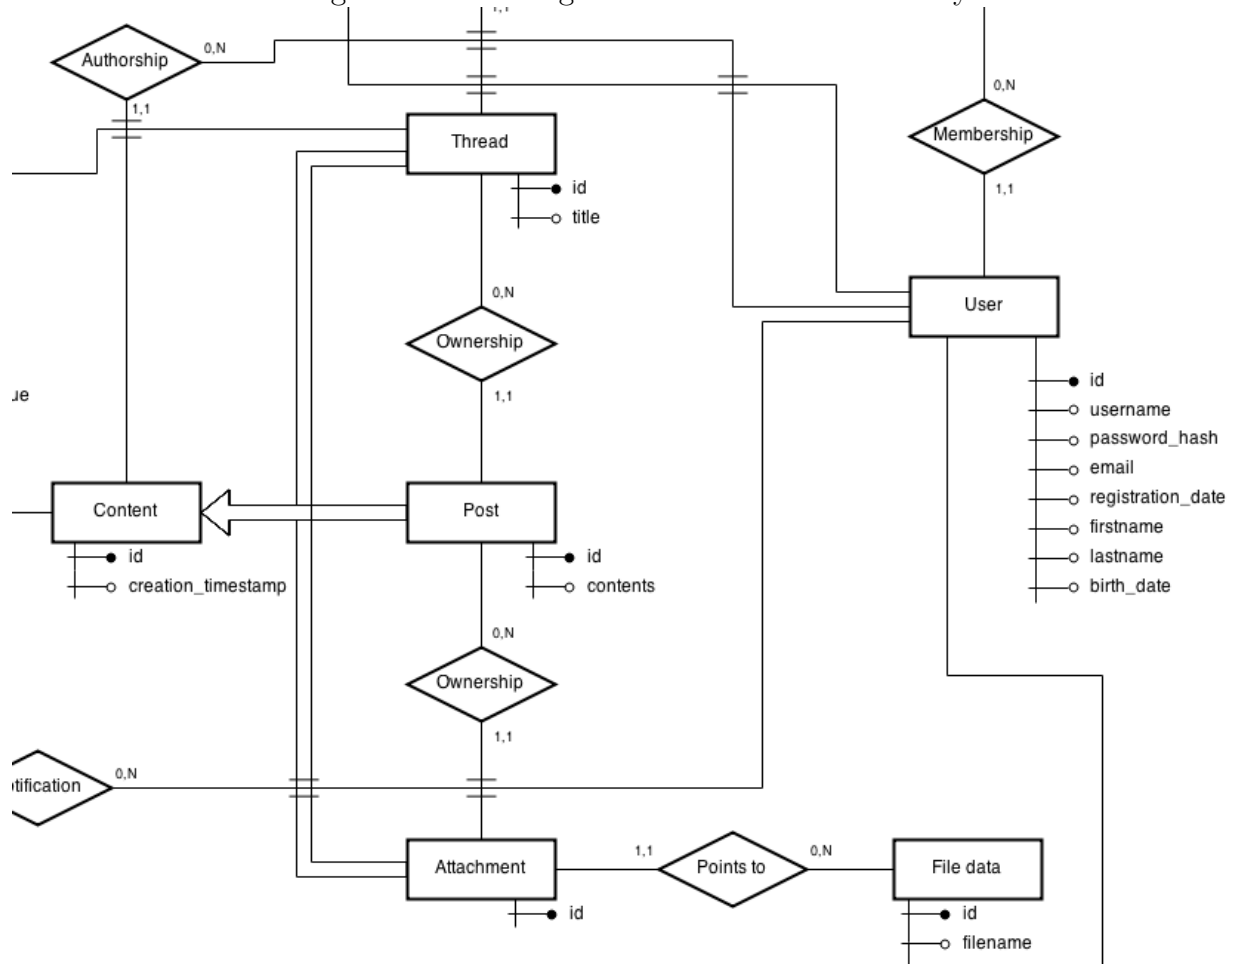 Authorship
0,N
1,1
1,1
Thread
id
title
0,N
Membership
1,1
0,N
Ownership
1,1
User
id
username
password_hash
email
registration_date
firstname
lastname
birth_date
Content
id
creation_timestamp
Post
id
contents
0,N
Ownership
1,1
0,N
Attachment
id
1,1
Points to
0,N
File data
id
filename